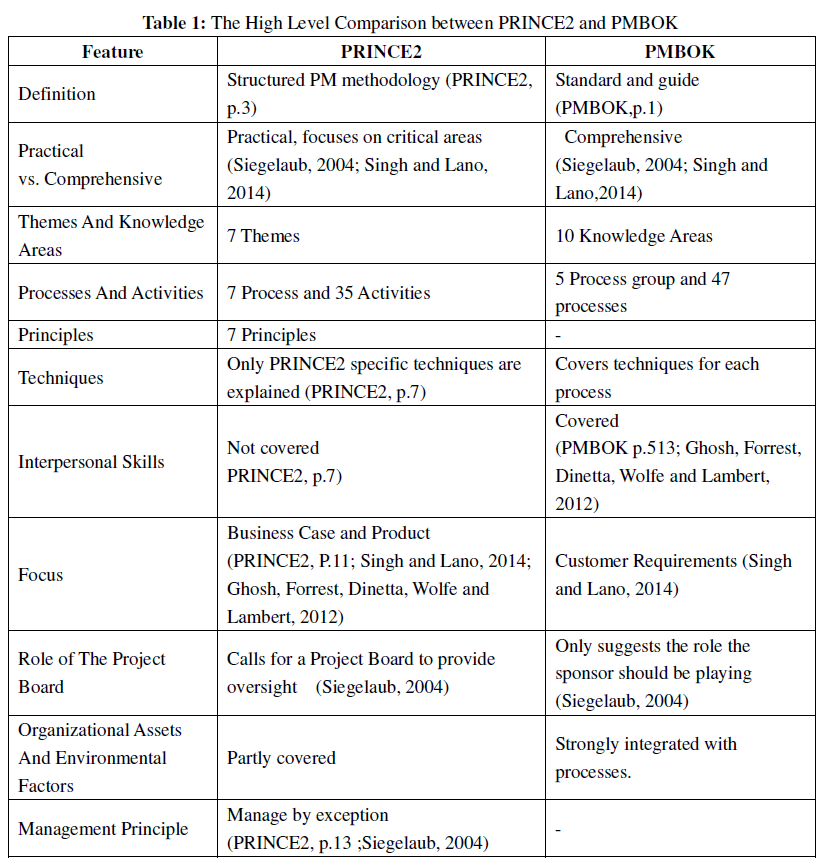 Table 1: The High Level Comparison between PRINCE2 and PMBOK
Feature
PRINCE2
PMBOK
Definition
Structured PM methodology (PRINCE2,
p.3)
Standard and guide
(PMBOK,p.1)
Practical
vs. Comprehensive
Practical, focuses on critical areas
(Siegelaub, 2004; Singh and Lano,
2014)
Comprehensive
(Siegelaub, 2004; Singh and
Lano,2014)
Themes And Knowledge
Areas
7 Themes
10 Knowledge Areas
Processes And Activities
7 Process and 35 Activities
5 Process group and 47
processes
Principles
7 Principles
-
Techniques
Only PRINCE2 specific techniques are
explained (PRINCE2, p.7)
Covers techniques for each
process
Interpersonal Skills
Not covered
PRINCE2, p.7)
Covered
(PMBOK p.513; Ghosh, Forrest,
Dinetta, Wolfe and Lambert,
2012)
Focus
Business Case and Product
(PRINCE2, P.11; Singh and Lano, 2014;
Ghosh, Forrest, Dinetta, Wolfe and
Lambert, 2012)
Customer Requirements (Singh
and Lano, 2014)
Role of The Project
Board
Calls for a Project Board to provide
oversight (Siegelaub, 2004)
Only suggests the role the
sponsor should be playing
(Siegelaub, 2004)
Organizational Assets
And Environmental
Factors
Partly covered
Strongly integrated with
processes.
Management Principle
Manage by exception
(PRINCE2, p.13 ;Siegelaub, 2004)
-